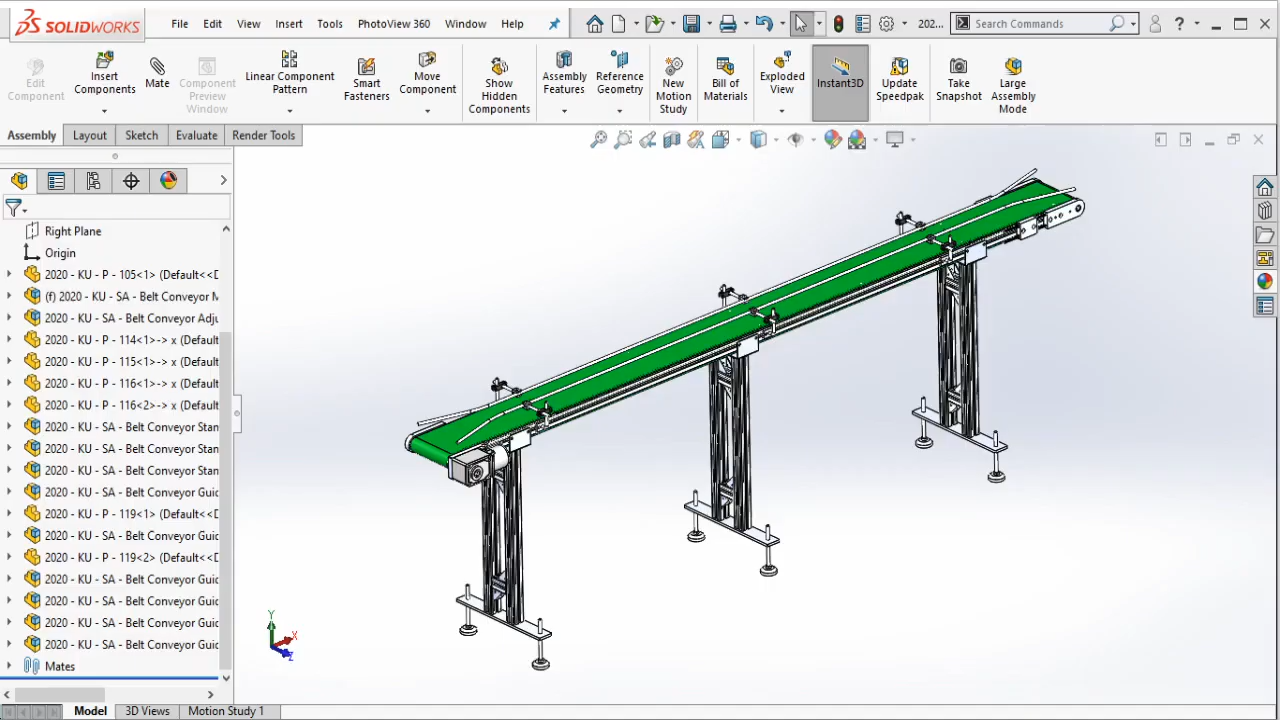 SOLIDWORKS File Edit View Insert Tools PhotoView 360 Window Help 202... Search Commands ?
Edit Component
Insert Components
Mate
Component Preview Window
Linear Component Pattern
Smart Fasteners
Move Component
Show Hidden Components
Assembly Features
Reference Geometry
New Motion Study
Bill of Materials
Exploded View
Instant3D
Update Speedpak
Take Snapshot
Large Assembly Mode
Assembly Layout Sketch Evaluate Render Tools
Right Plane
Origin
2020 - KU - P - 105<1> (Default<<D
(f) 2020 - KU - SA - Belt Conveyor M
2020 - KU - SA - Belt Conveyor Adju
2020 - KU - P - 114<1>-> x (Default
2020 - KU - P - 115<1>-> x (Default
2020 - KU - P - 116<1>-> x (Default
2020 - KU - P - 116<2>-> x (Default
2020 - KU - SA - Belt Conveyor Stan
2020 - KU - SA - Belt Conveyor Stan
2020 - KU - SA - Belt Conveyor Stan
2020 - KU - SA - Belt Conveyor Guid
2020 - KU - P - 119<1> (Default<<D
2020 - KU - SA - Belt Conveyor Guid
2020 - KU - P - 119<2> (Default<<D
2020 - KU - SA - Belt Conveyor Guid
2020 - KU - SA - Belt Conveyor Guid
2020 - KU - SA - Belt Conveyor Guid
2020 - KU - SA - Belt Conveyor Guid
Mates
Y
X
Z
Model 3D Views Motion Study 1